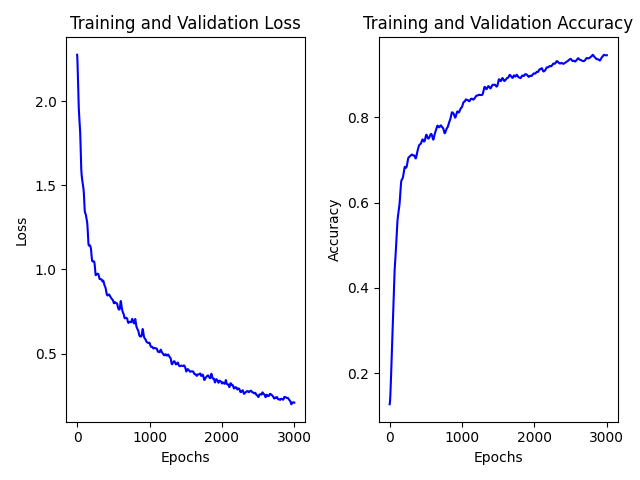 Training and Validation Loss
Loss
2.0
1.5
1.0
0.5
0
1000
2000
3000
Epochs
Training and Validation Accuracy
Accuracy
0.8
0.6
0.4
0.2
0
1000
2000
3000
Epochs